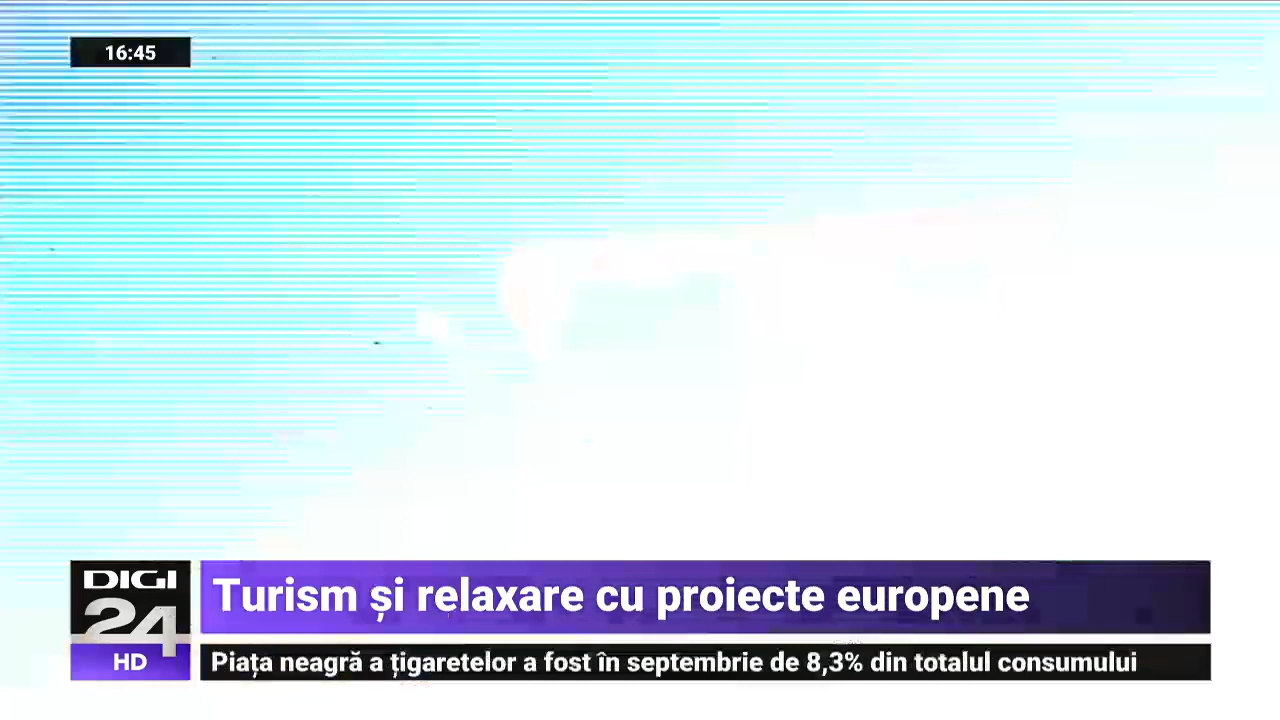 16:45
DIGI
24
HD
Turism și relaxare cu proiecte europene
Piața neagră a țigaretelor a fost în septembrie de 8,3% din totalul consumului